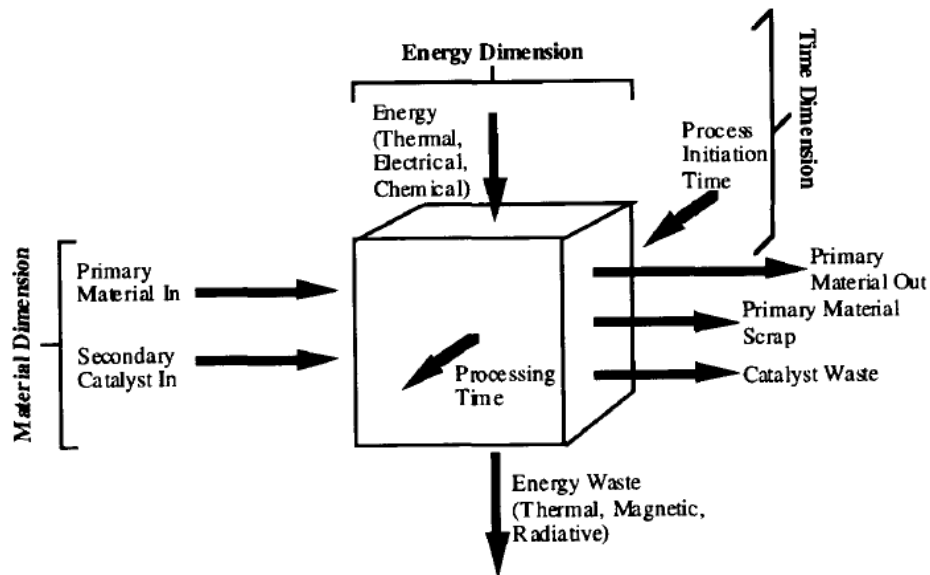 Energy Dimension
Time Dimension
Energy
(Thermal,
Electrical,
Chemical)
Process
Initiation
Time
Material Dimension
Primary
Material In
Secondary
Catalyst In
Processing
Time
Primary
Material Out
Primary Material
Scrap
Catalyst Waste
Energy Waste
(Thermal, Magnetic,
Radiative)